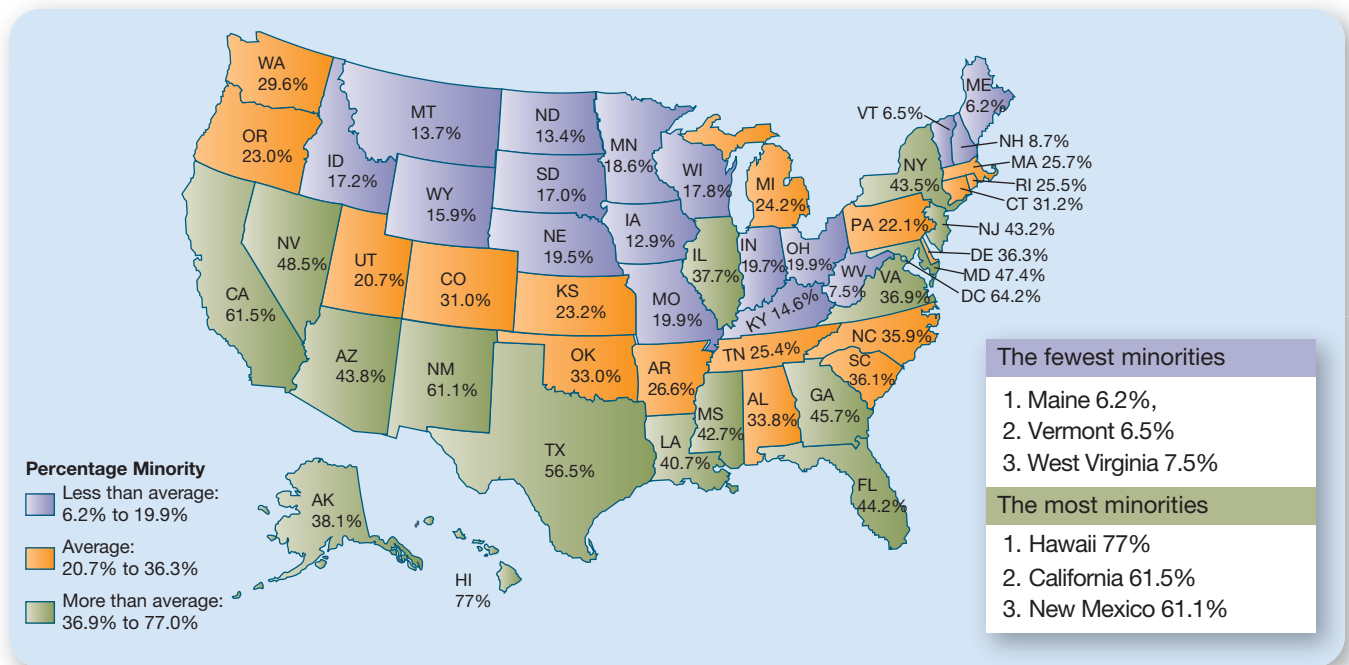 WA
29.6%
OR
23.0%
ID
17.2%
MT
13.7%
WY
15.9%
ND
13.4%
SD
17.0%
NE
19.5%
MN
18.6%
IA
12.9%
WI
17.8%
MI
24.2%
CA
61.5%
NV
48.5%
UT
20.7%
CO
31.0%
KS
23.2%
MO
19.9%
IL
37.7%
IN
19.7%
OH
19.9%
KY 14.6%
WV
7.5%
VA
36.9%
PA 22.1%
NY
43.5%
VT 6.5%
ME
6.2%
NH 8.7%
MA 25.7%
RI 25.5%
CT 31.2%
NJ 43.2%
DE 36.3%
MD 47.4%
DC 64.2%
AZ
43.8%
NM
61.1%
OK
33.0%
AR
26.6%
TN 25.4%
NC 35.9%
SC
36.1%
TX
56.5%
LA
40.7%
MS
42.7%
AL
33.8%
GA
45.7%
FL
44.2%
AK
38.1%
HI
77%
Percentage Minority
Less than average:
6.2% to 19.9%
Average:
20.7% to 36.3%
More than average:
36.9% to 77.0%
The fewest minorities
1. Maine 6.2%,
2. Vermont 6.5%
3. West Virginia 7.5%
The most minorities
1. Hawaii 77%
2. California 61.5%
3. New Mexico 61.1%